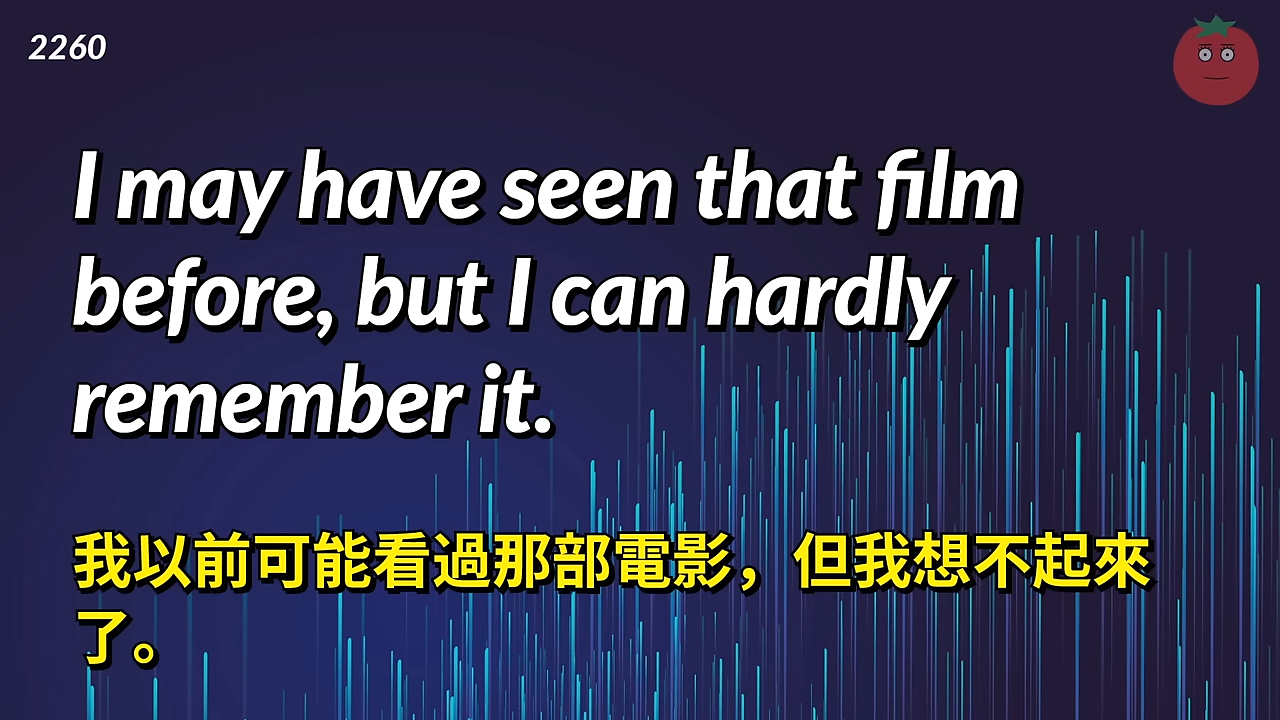 2260
I may have seen that film
before, but I can hardly
remember it.
我以前可能看過那部電影，但我想不起來
了。